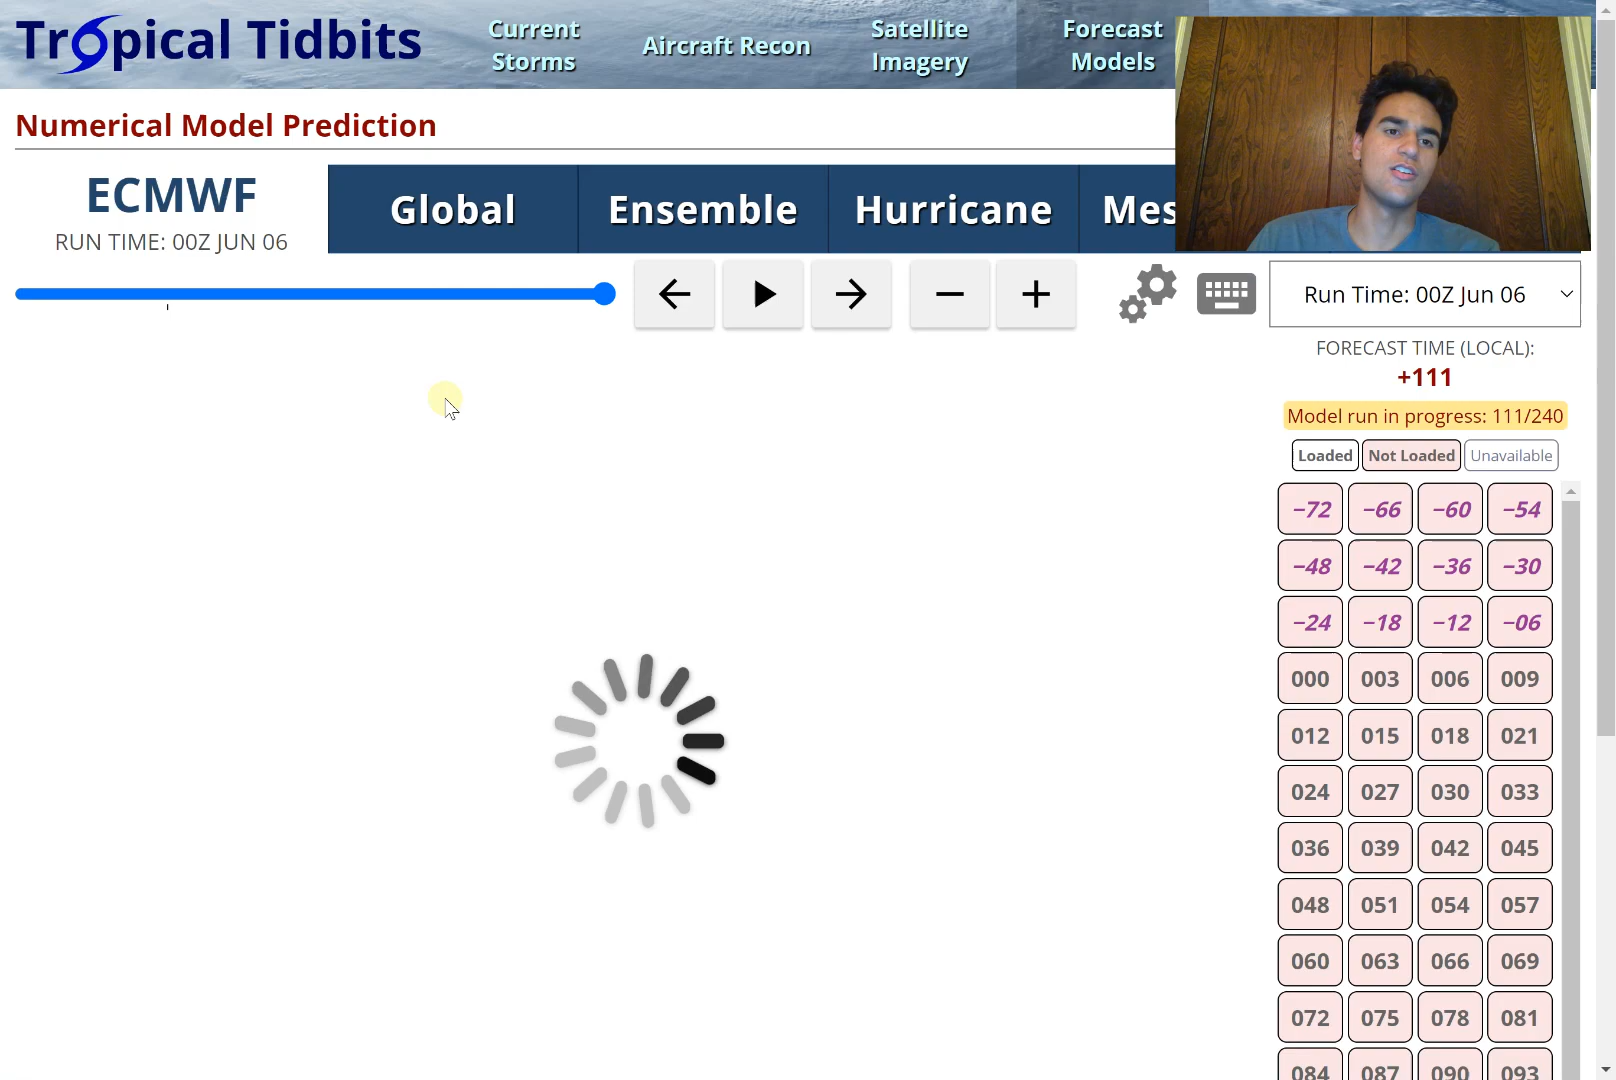 Tropical Tidbits
Current
Storms
Aircraft Recon
Satellite
Imagery
Forecast
Models
Numerical Model Prediction
ECMWF
RUN TIME: 00Z JUN 06
Global
Ensemble
Hurricane
Mes
Run Time: 00Z Jun 06
FORECAST TIME (LOCAL):
+111
Model run in progress: 111/240
Loaded
Not Loaded
Unavailable
−72 −66 −60 −54
−48 −42 −36 −30
−24 −18 −12 −06
000 003 006 009
012 015 018 021
024 027 030 033
036 039 042 045
048 051 054 057
060 063 066 069
072 075 078 081
084 087 090 093